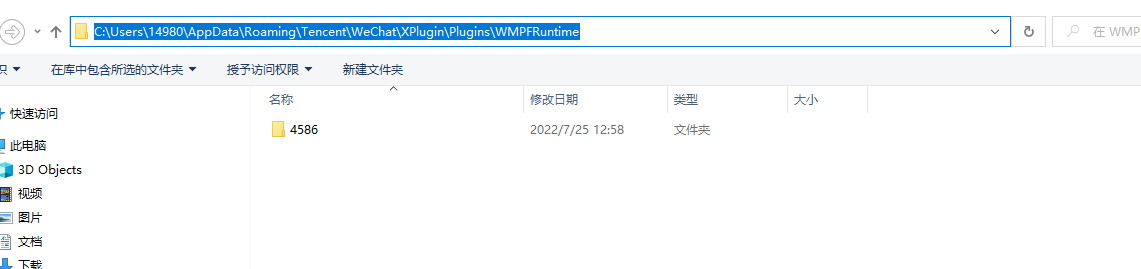 C:\Users\14980\AppData\Roaming\Tencent\WeChat\XPlugin\Plugins\WMPFRuntime
在 WMP
在库中包含所选的文件夹 授予访问权限 新建文件夹
名称 修改日期 类型 大小
快速访问
4586 2022/7/25 12:58 文件夹
此电脑
3D Objects
视频
图片
文档
下载